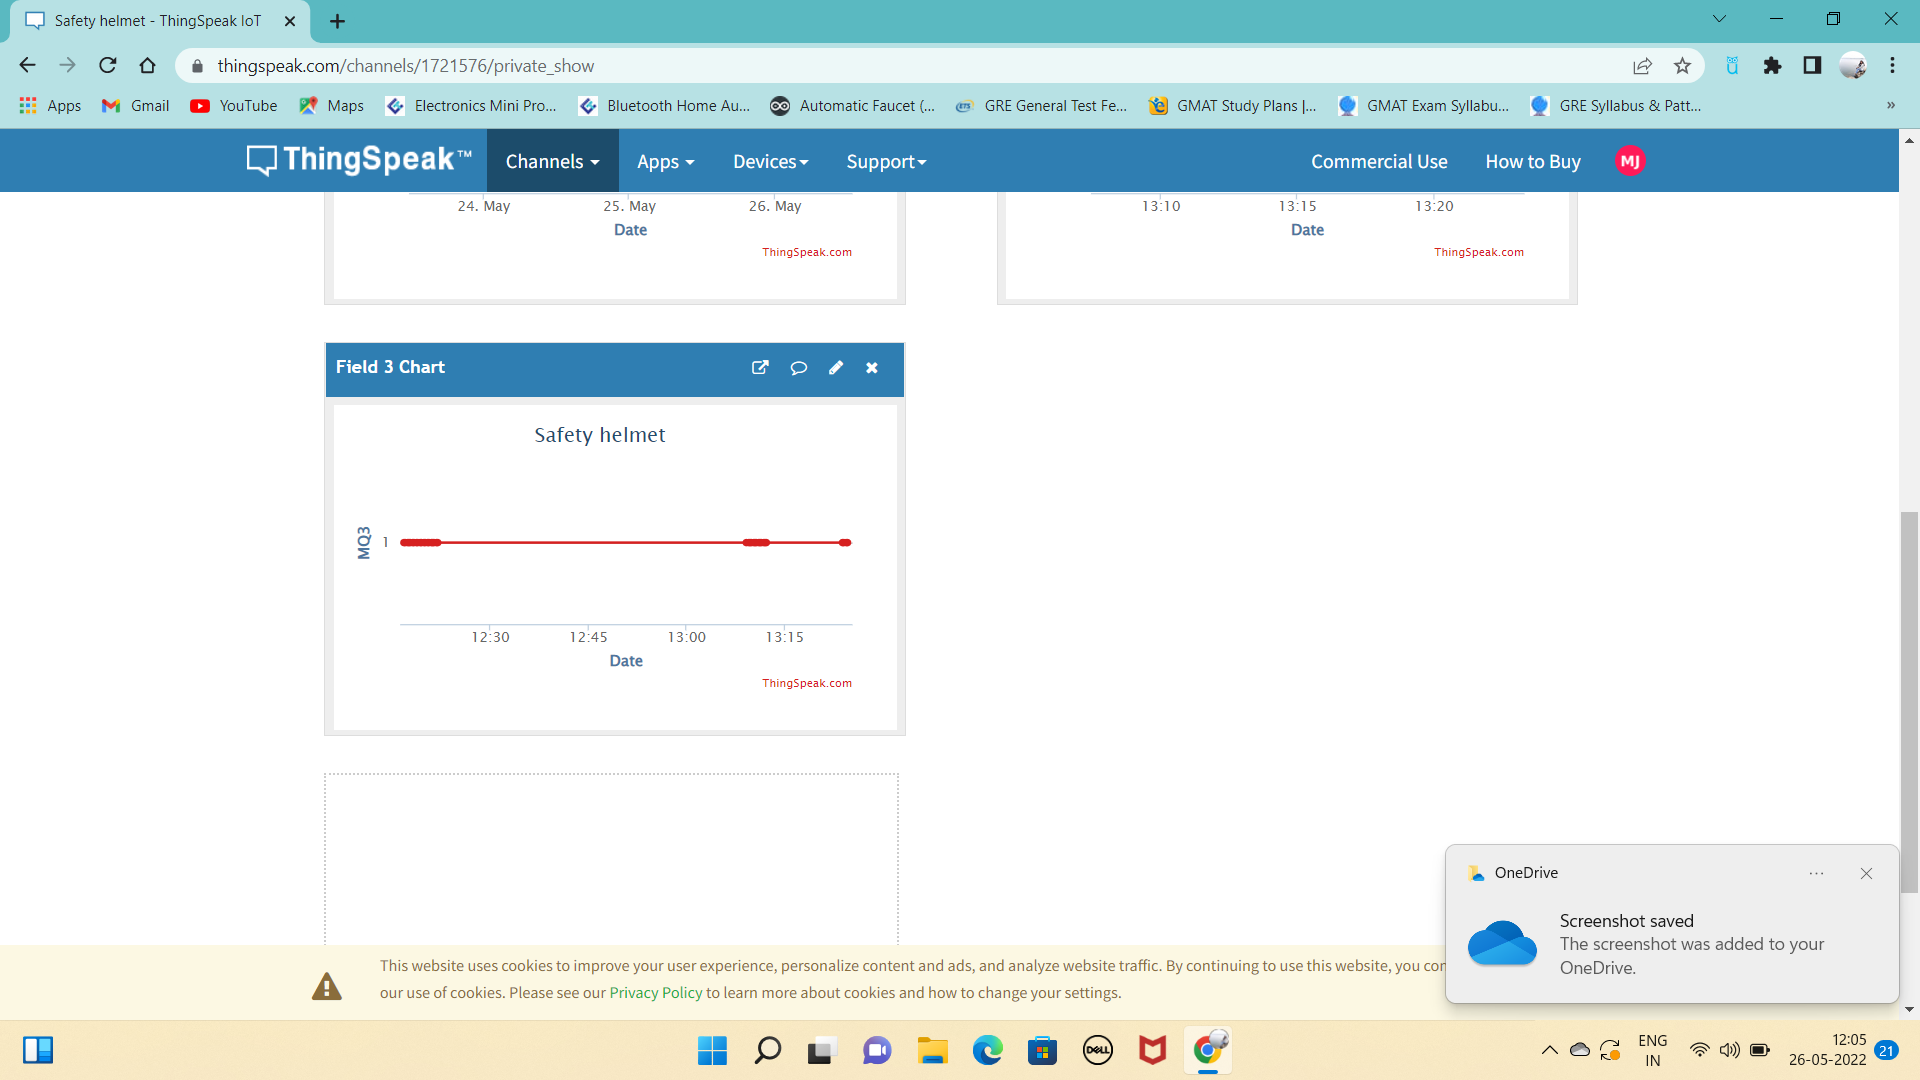 Safety helmet - ThingSpeak IoT
thingspeak.com/channels/1721576/private_show
Apps Gmail YouTube Maps Electronics Mini Pro... Bluetooth Home Au... Automatic Faucet (... GRE General Test Fe... GMAT Study Plans |... GMAT Exam Syllabu... GRE Syllabus & Patt... »
ThingSpeak™ Channels Apps Devices Support Commercial Use How to Buy MJ
24. May 25. May 26. May
Date
ThingSpeak.com
13:10 13:15 13:20
Date
ThingSpeak.com
Field 3 Chart
Safety helmet
MQ3
1
12:30 12:45 13:00 13:15
Date
ThingSpeak.com
OneDrive
Screenshot saved
The screenshot was added to your
OneDrive.
This website uses cookies to improve your user experience, personalize content and ads, and analyze website traffic. By continuing to use this website, you con
our use of cookies. Please see our Privacy Policy to learn more about cookies and how to change your settings.
DELL
ENG
IN
12:05
26-05-2022
21